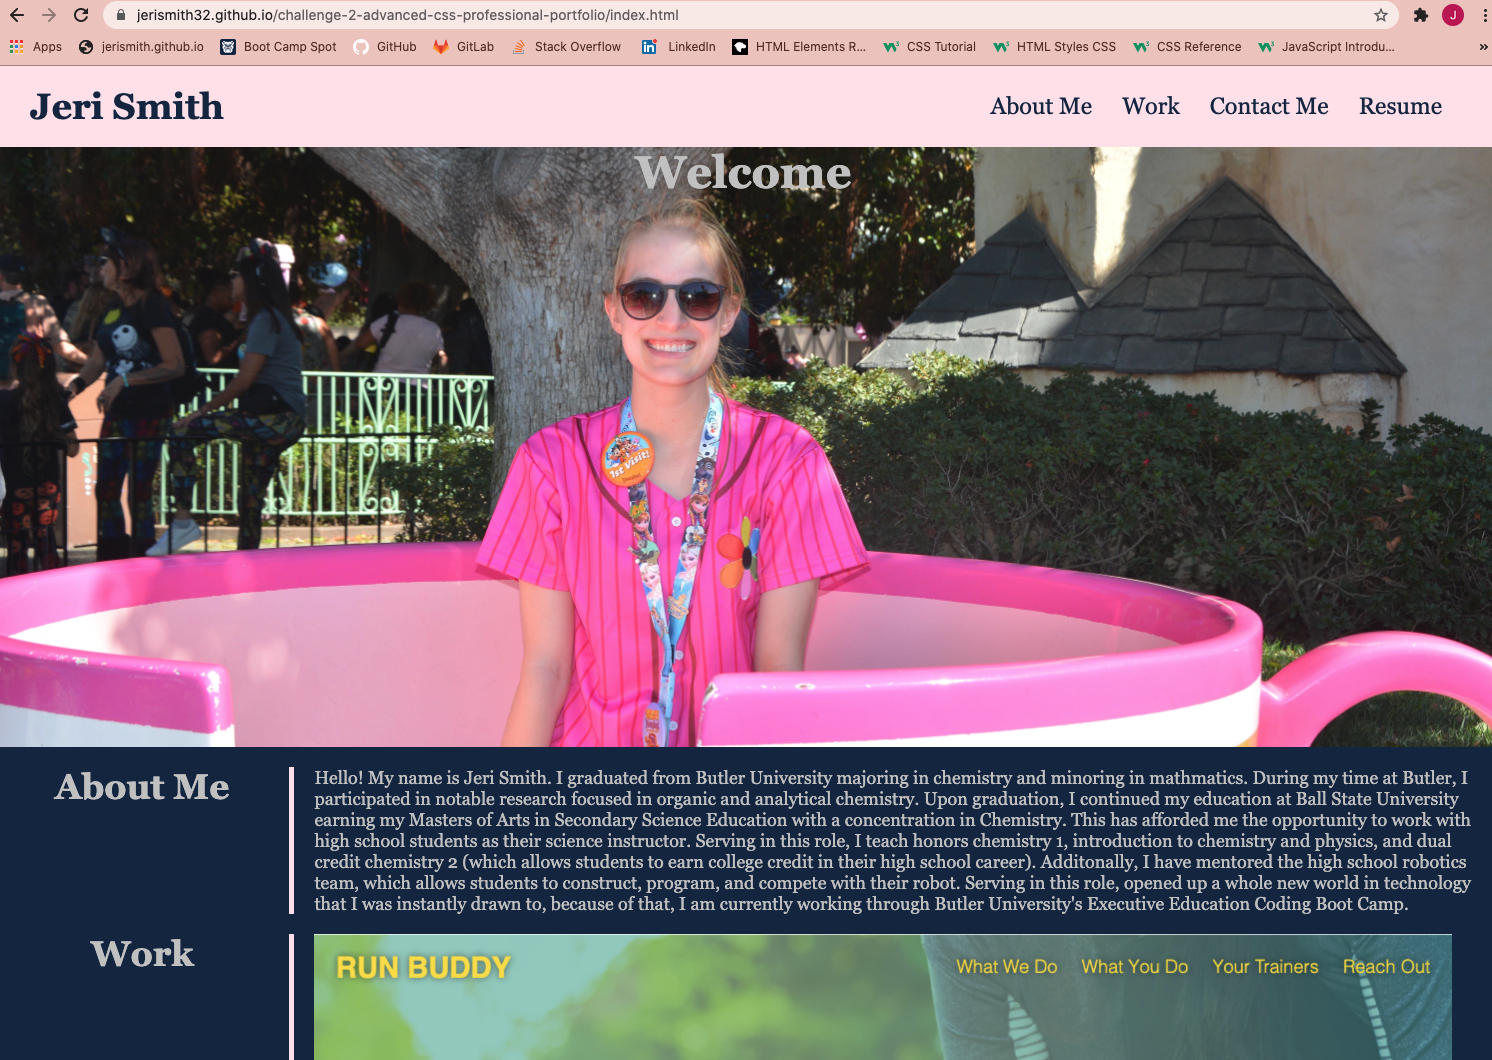 jerismith32.github.io/challenge-2-advanced-css-professional-portfolio/index.html
J
Apps jerismith.github.io Boot Camp Spot GitHub GitLab Stack Overflow LinkedIn HTML Elements R... CSS Tutorial HTML Styles CSS CSS Reference JavaScript Introdu... »
Jeri Smith
About Me Work Contact Me Resume
Welcome
1st Visit!
About Me
Hello! My name is Jeri Smith. I graduated from Butler University majoring in chemistry and minoring in mathmatics. During my time at Butler, I
participated in notable research focused in organic and analytical chemistry. Upon graduation, I continued my education at Ball State University
earning my Masters of Arts in Secondary Science Education with a concentration in Chemistry. This has afforded me the opportunity to work with
high school students as their science instructor. Serving in this role, I teach honors chemistry 1, introduction to chemistry and physics, and dual
credit chemistry 2 (which allows students to earn college credit in their high school career). Additonally, I have mentored the high school robotics
team, which allows students to construct, program, and compete with their robot. Serving in this role, opened up a whole new world in technology
that I was instantly drawn to, because of that, I am currently working through Butler University's Executive Education Coding Boot Camp.
Work
RUN BUDDY
What We Do What You Do Your Trainers Reach Out